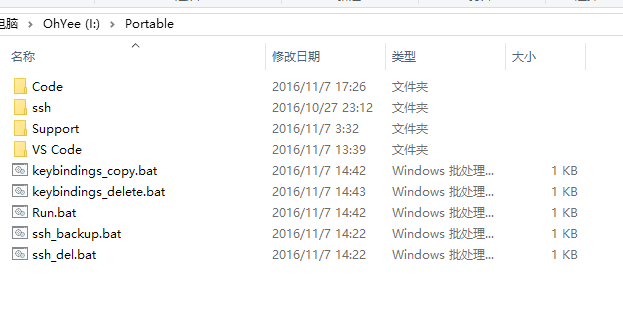 电脑 › OhYee (I:) › Portable
名称 修改日期 类型 大小
Code 2016/11/7 17:26 文件夹
ssh 2016/10/27 23:12 文件夹
Support 2016/11/7 3:32 文件夹
VS Code 2016/11/7 13:39 文件夹
keybindings_copy.bat 2016/11/7 14:42 Windows 批处理... 1 KB
keybindings_delete.bat 2016/11/7 14:43 Windows 批处理... 1 KB
Run.bat 2016/11/7 14:42 Windows 批处理... 1 KB
ssh_backup.bat 2016/11/7 14:22 Windows 批处理... 1 KB
ssh_del.bat 2016/11/7 14:22 Windows 批处理... 1 KB